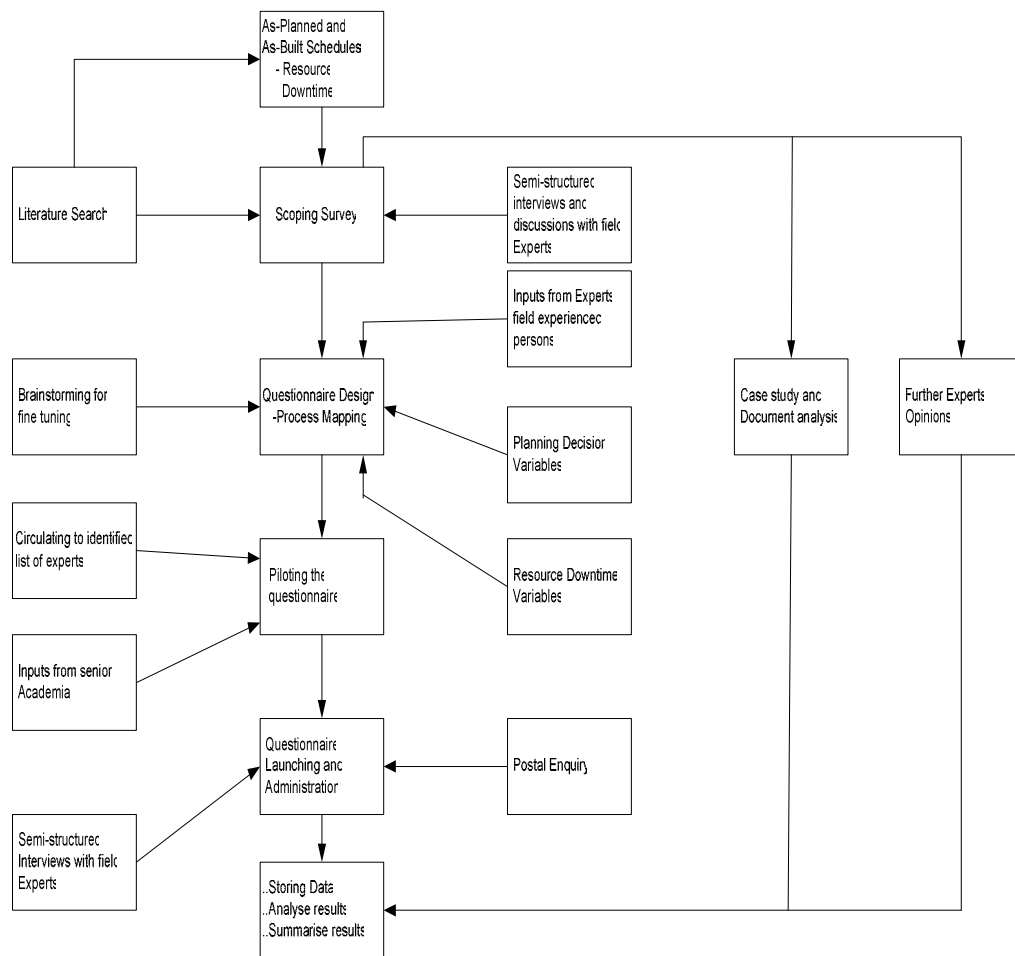 As-Planned and
As-Built Schedules
- Resource
Downtime
Literature Search
Scoping Survey
Semi-structured
interviews and
discussions with field
Experts
Inputs from Experts
field experienced
persons
Brainstorming for
fine tuning
Questionnaire Design
-Process Mapping
Planning Decision
Variables
Case study and
Document analysis
Further Experts
Opinions
Circulating to identified
list of experts
Piloting the
questionnaire
Resource Downtime
Variables
Inputs from senior
Academia
Questionnaire
Launching and
Administration
Postal Enquiry
Semi-structured
Interviews with field
Experts
..Storing Data
..Analyse results
..Summarise results